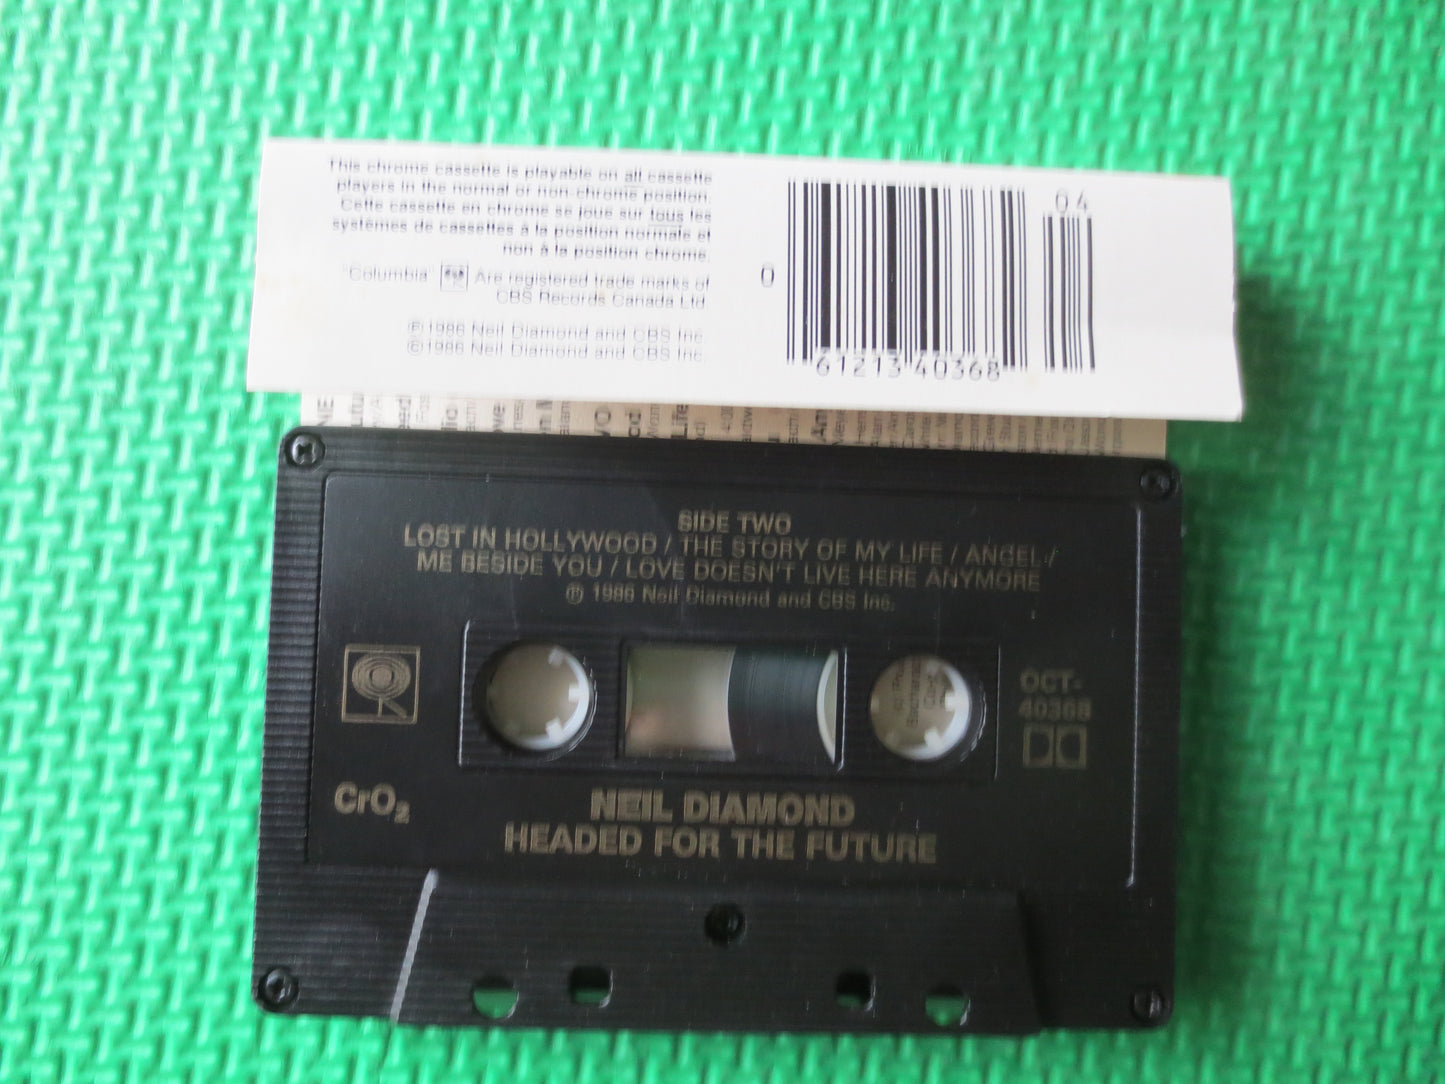 This chrome cassette is playable on all cassette
players in the normal or non-chrome position.
Cette cassette en chrome se joue sur tous les
systèmes de cassettes à la position normale et
non à la position chrome.
"Columbia" Are registered trade marks of
CBS Records Canada Ltd.
℗ 1986 Neil Diamond and CBS Inc.
© 1986 Neil Diamond and CBS Inc.
04
0
61213 40368
SIDE TWO
LOST IN HOLLYWOOD / THE STORY OF MY LIFE / ANGEL /
ME BESIDE YOU / LOVE DOESN'T LIVE HERE ANYMORE
℗ 1986 Neil Diamond and CBS Inc.
OCT-
40368
CrO2
NEIL DIAMOND
HEADED FOR THE FUTURE